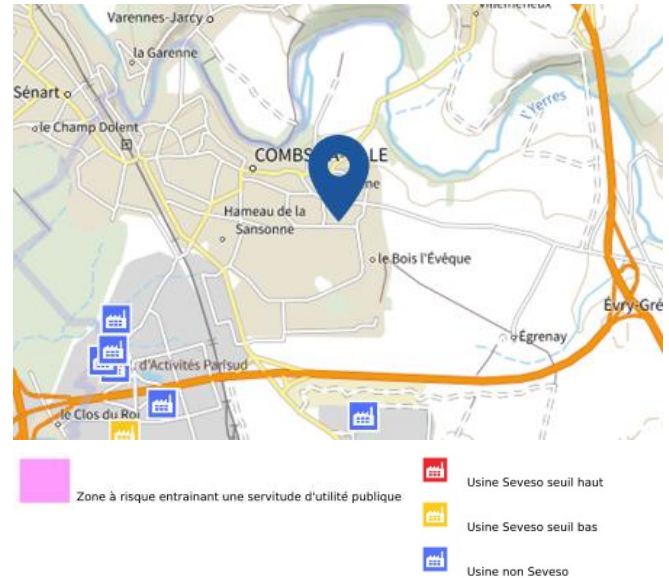 Villemeneux
Varennes-Jarcy
la Garenne
Sénart
l'Yerres
le Champ Dolent
COMBS
LE
ne
Hameau de la
Sansonne
le Bois l'Évêque
Évry-Gré
Égrenay
d'Activités Parisud
le Clos du Roi
Zone à risque entrainant une servitude d'utilité publique
Usine Seveso seuil haut
Usine Seveso seuil bas
Usine non Seveso